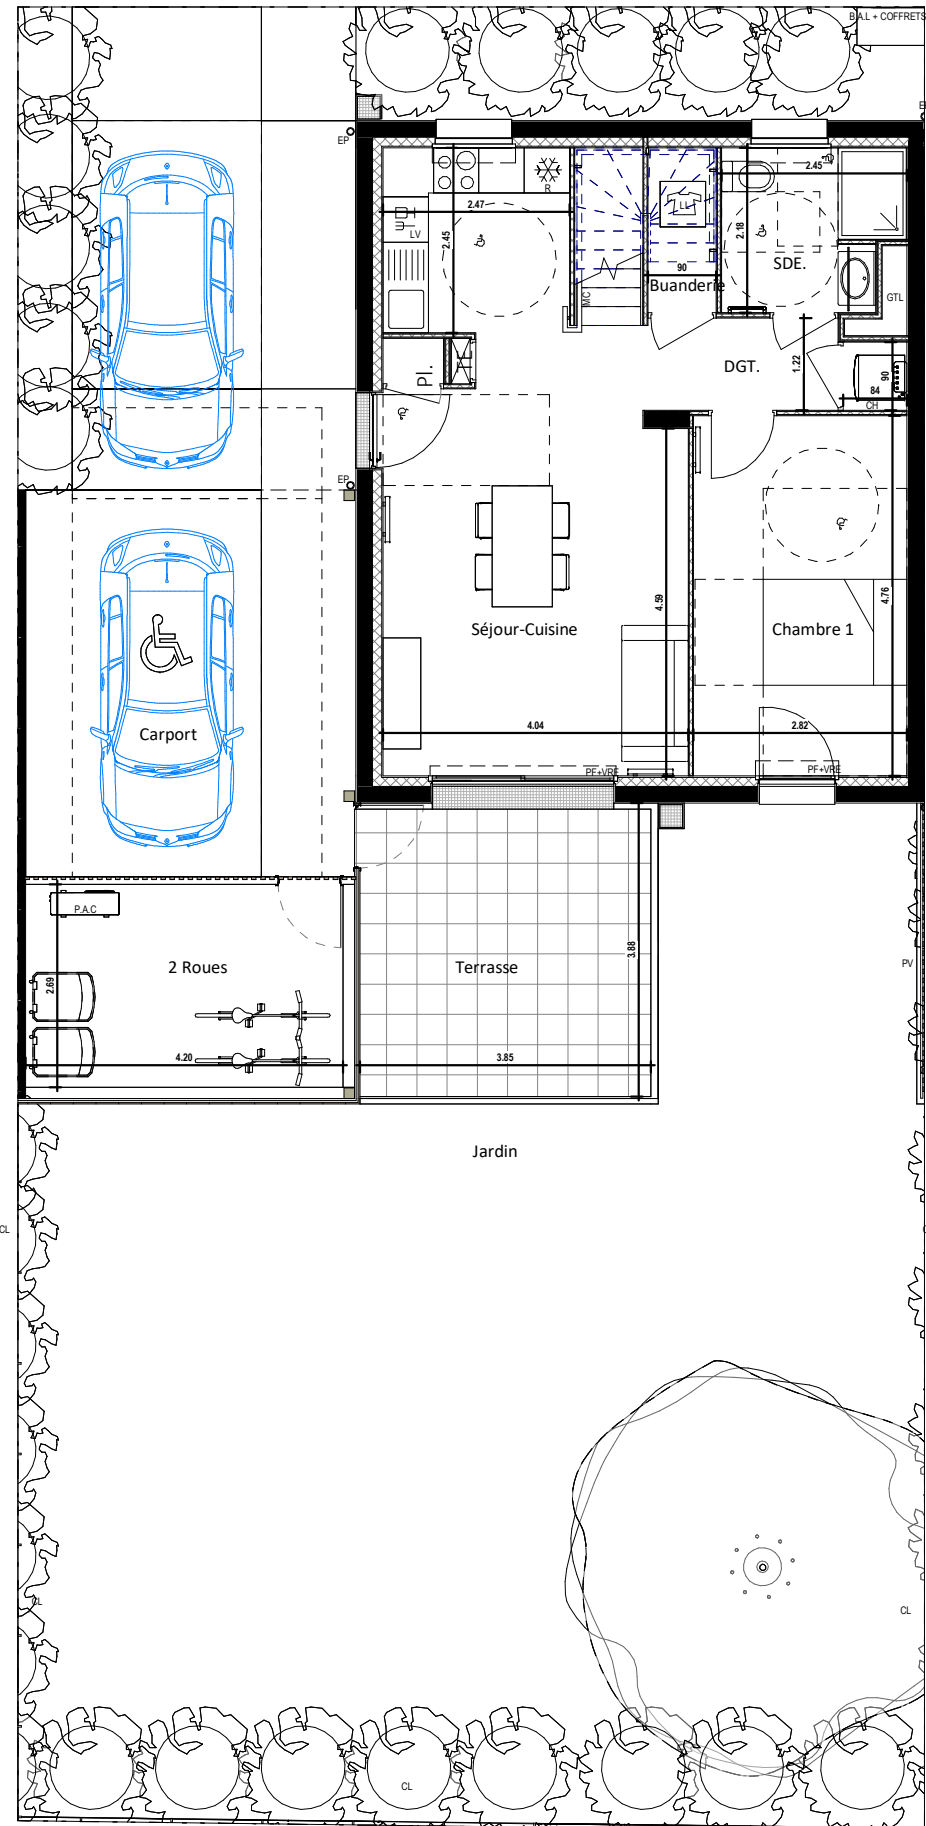 B.A.L + COFFRETS
EP
R
2.47
LV
2.45
MC
LL
90
Buanderie
2.45
2.18
SDE.
GTL
Pl.
TE
DGT.
1.22
90
84
CH
EP
4.59
4.76
Séjour-Cuisine
Chambre 1
Carport
4.04
2.82
PF+VRE
PF+VRE
P.A.C
2 Roues
Terrasse
2.69
3.88
PV
4.20
3.85
Jardin
CL
CL
CL
CL